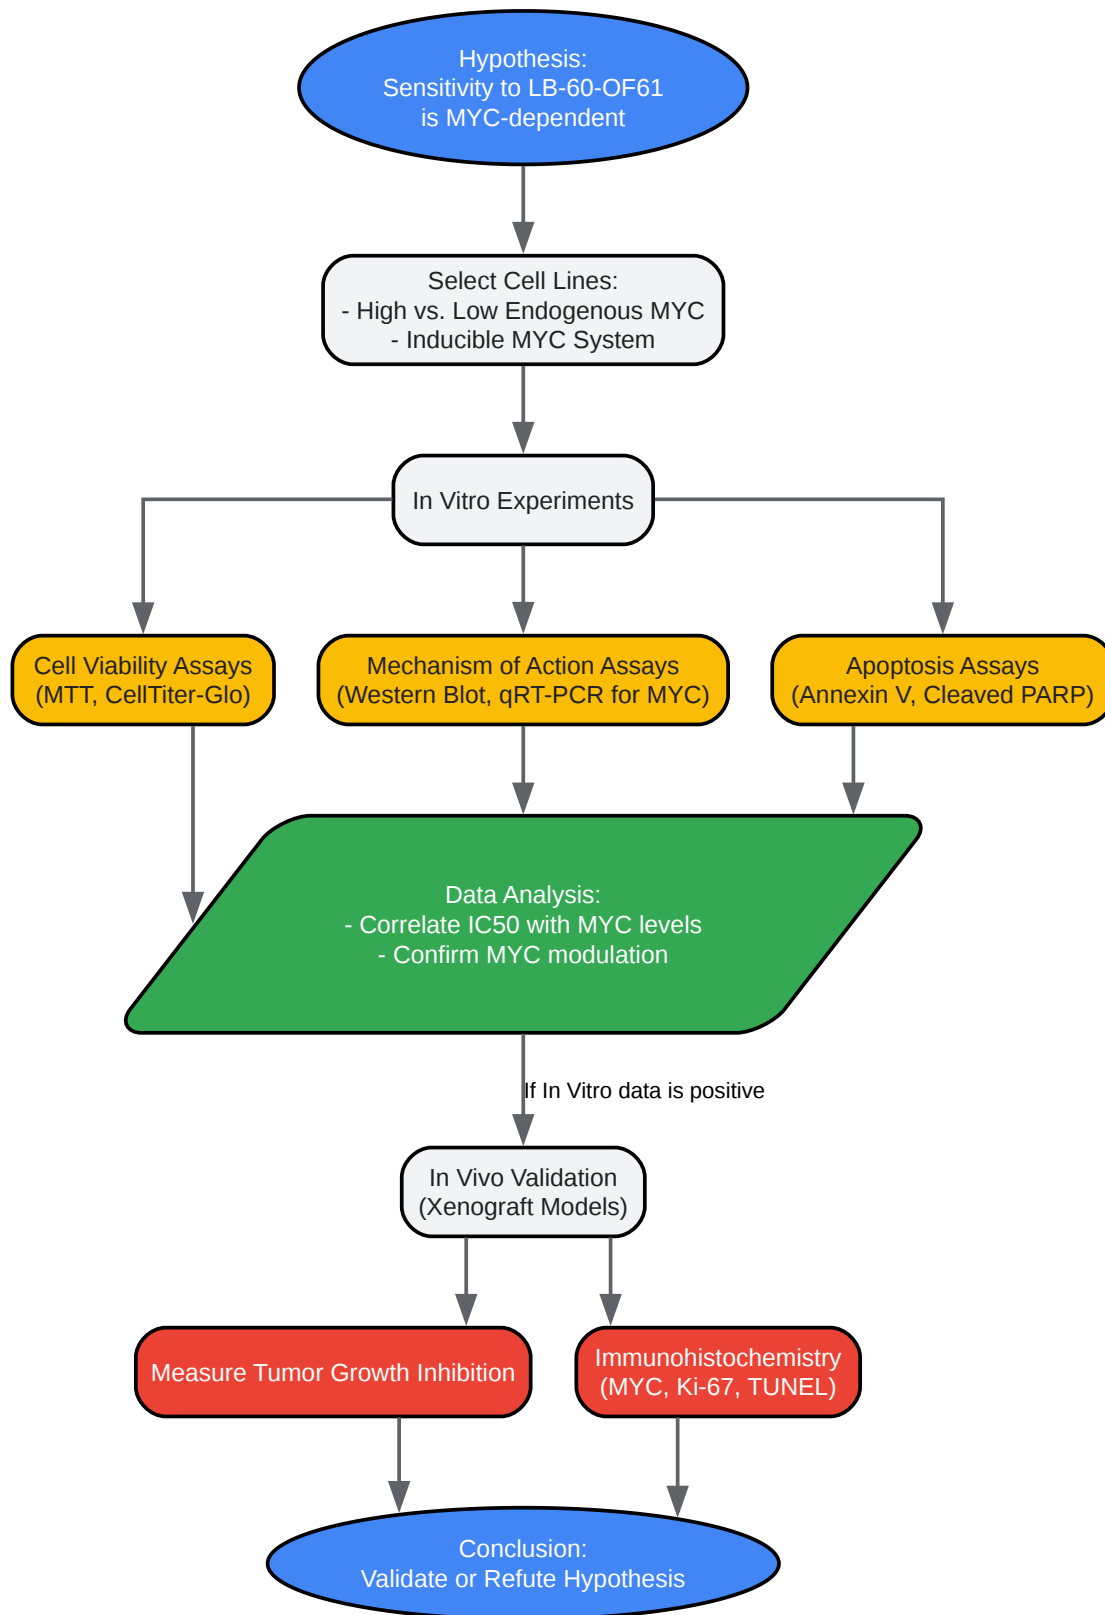 Hypothesis:
Sensitivity to LB-60-OF61
is MYC-dependent
Select Cell Lines:
- High vs. Low Endogenous MYC
- Inducible MYC System
In Vitro Experiments
Cell Viability Assays
(MTT, CellTiter-Glo)
Mechanism of Action Assays
(Western Blot, qRT-PCR for MYC)
Apoptosis Assays
(Annexin V, Cleaved PARP)
Data Analysis:
- Correlate IC50 with MYC levels
- Confirm MYC modulation
If In Vitro data is positive
In Vivo Validation
(Xenograft Models)
Measure Tumor Growth Inhibition
Immunohistochemistry
(MYC, Ki-67, TUNEL)
Conclusion:
Validate or Refute Hypothesis